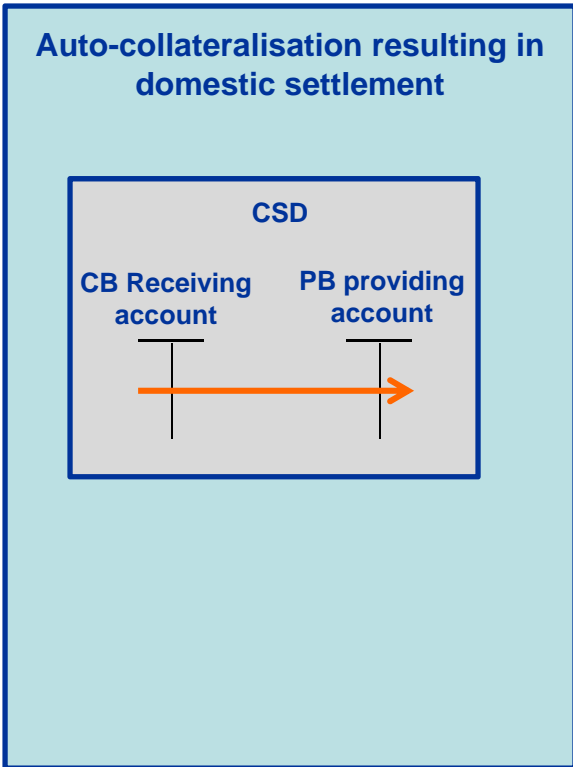 Auto-collateralisation resulting in
domestic settlement
CSD
CB Receiving
account
PB providing
account